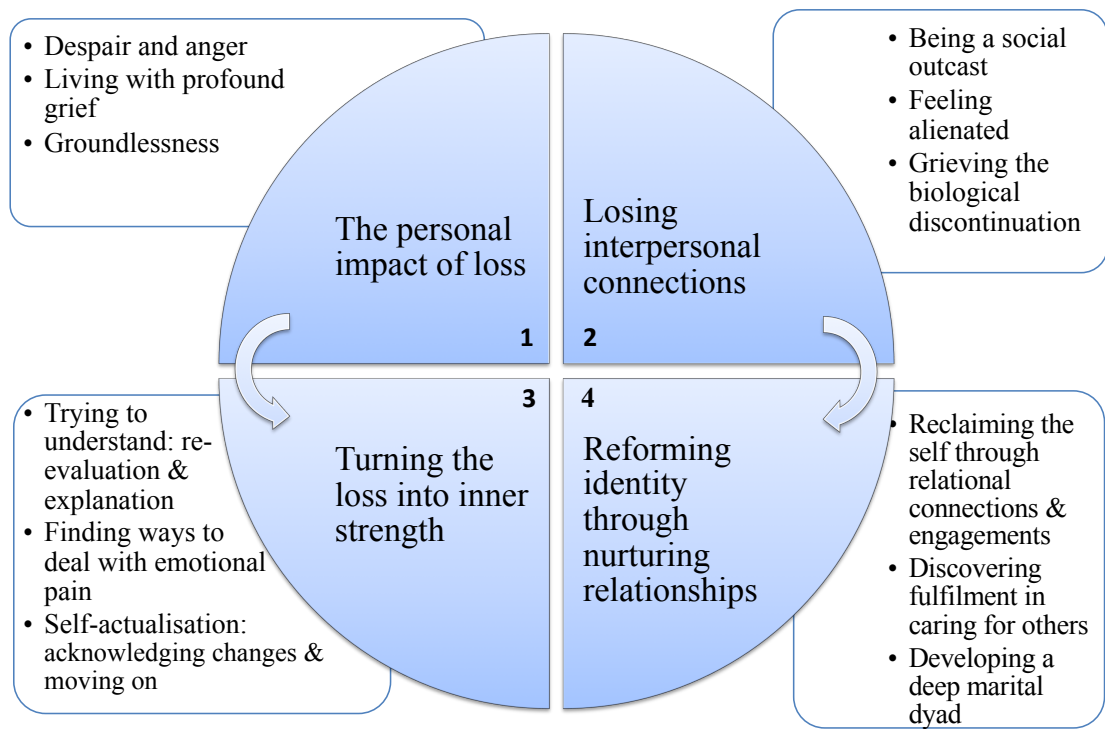 • Despair and anger
• Living with profound
grief
• Groundlessness
The personal
impact of loss
1
• Being a social
outcast
• Feeling
alienated
• Grieving the
biological
discontinuation
Losing
interpersonal
connections
2
• Trying to
understand: re-
evaluation &
explanation
• Finding ways to
deal with emotional
pain
• Self-actualisation:
acknowledging changes &
moving on
3
Turning the
loss into inner
strength
4
Reforming
identity
through
nurturing
relationships
• Reclaiming the
self through
relational
connections &
engagements
• Discovering
fulfilment in
caring for others
• Developing a
deep marital
dyad